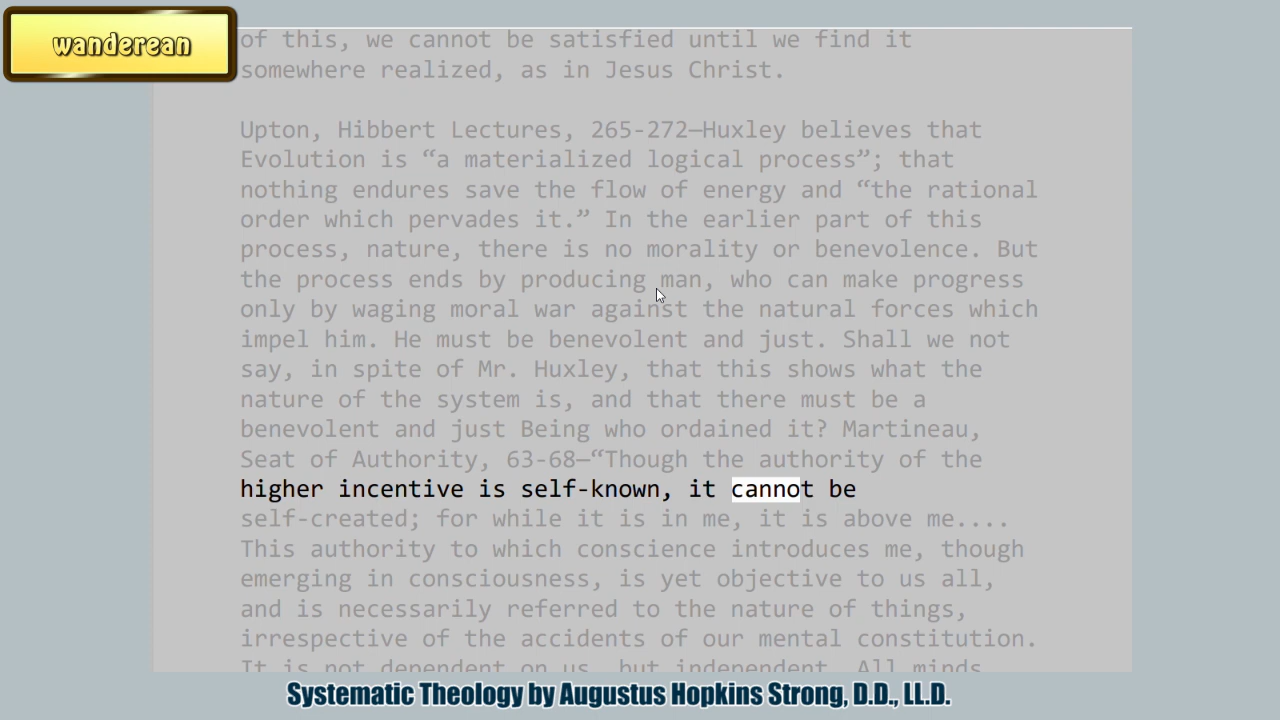 wanderean
of this, we cannot be satisfied until we find it
somewhere realized, as in Jesus Christ.
Upton, Hibbert Lectures, 265-272—Huxley believes that
Evolution is “a materialized logical process”; that
nothing endures save the flow of energy and “the rational
order which pervades it.” In the earlier part of this
process, nature, there is no morality or benevolence. But
the process ends by producing man, who can make progress
only by waging moral war against the natural forces which
impel him. He must be benevolent and just. Shall we not
say, in spite of Mr. Huxley, that this shows what the
nature of the system is, and that there must be a
benevolent and just Being who ordained it? Martineau,
Seat of Authority, 63-68—“Though the authority of the
higher incentive is self-known, it cannot be
self-created; for while it is in me, it is above me....
This authority to which conscience introduces me, though
emerging in consciousness, is yet objective to us all,
and is necessarily referred to the nature of things,
irrespective of the accidents of our mental constitution.
It is not dependent on us, but independent. All minds
Systematic Theology by Augustus Hopkins Strong, D.D., LL.D.